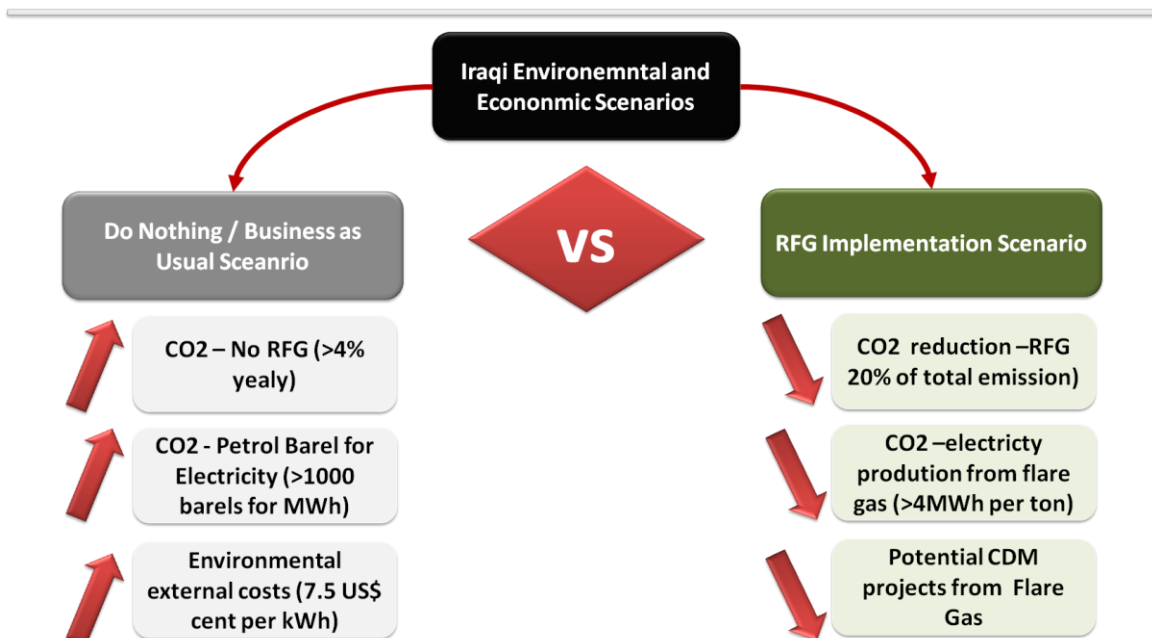 Iraqi Environemntal and
Econonmic Scenarios
Do Nothing / Business as
Usual Sceanrio
VS
RFG Implementation Scenario
CO2 – No RFG (>4%
yealy)
CO2 - Petrol Barel for
Electricity (>1000
barels for MWh)
Environmental
external costs (7.5 US$
cent per kWh)
CO2 reduction –RFG
20% of total emission)
CO2 –electricty
prodution from flare
gas (>4MWh per ton)
Potential CDM
projects from Flare
Gas